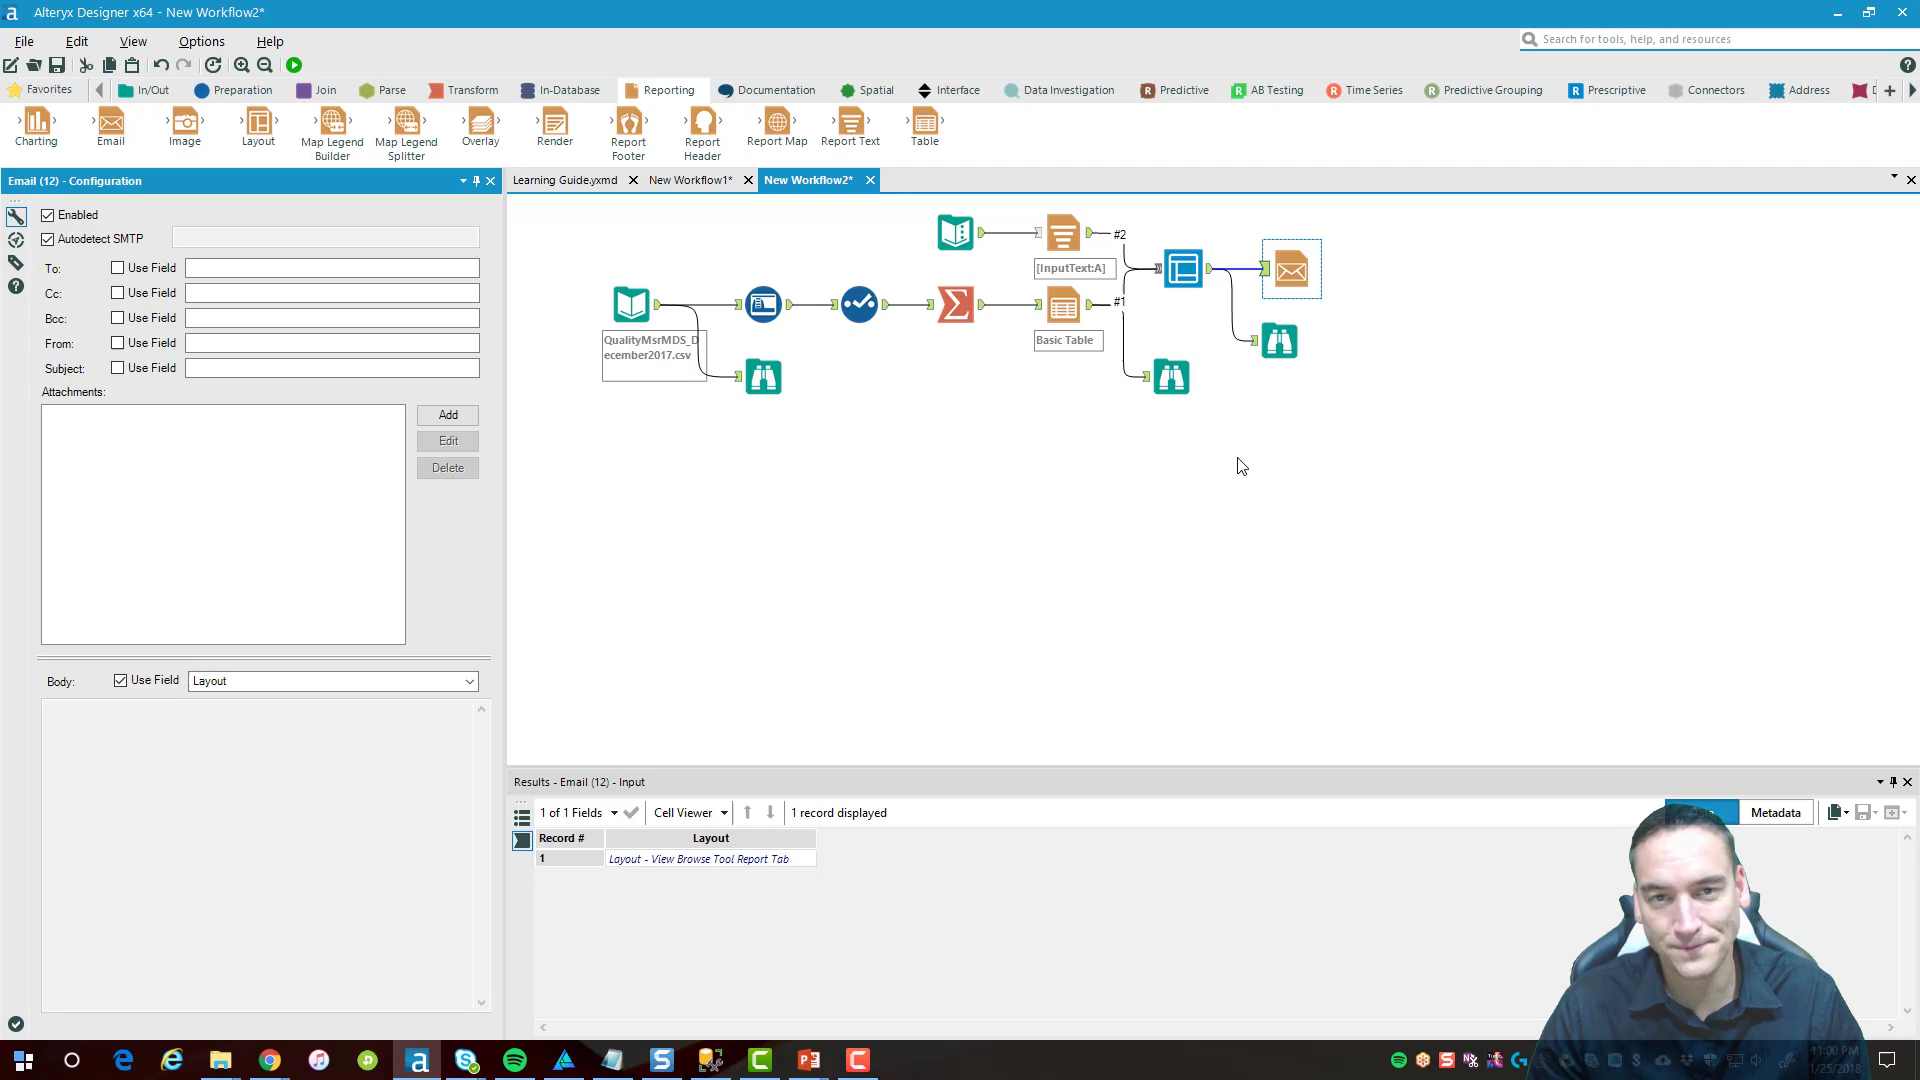 a Alteryx Designer x64 - New Workflow2*
File Edit View Options Help
Search for tools, help, and resources
Favorites In/Out Preparation Join Parse Transform In-Database Reporting Documentation Spatial Interface Data Investigation Predictive AB Testing Time Series Predictive Grouping Prescriptive Connectors Address
Charting Email Image Layout Map Legend Builder Map Legend Splitter Overlay Render Report Footer Report Header Report Map Report Text Table
Email (12) - Configuration
Learning Guide.yxmd New Workflow1* New Workflow2*
Enabled
Autodetect SMTP
To: Use Field
Cc: Use Field
Bcc: Use Field
From: Use Field
Subject: Use Field
Attachments:
Add
Edit
Delete
Body: Use Field Layout
#2
[InputText:A]
#1
QualityMsrMDS_D
ecember2017.csv
Basic Table
Results - Email (12) - Input
1 of 1 Fields Cell Viewer 1 record displayed Metadata
Record # Layout
1 Layout - View Browse Tool Report Tab
11:00 PM
1/25/2018